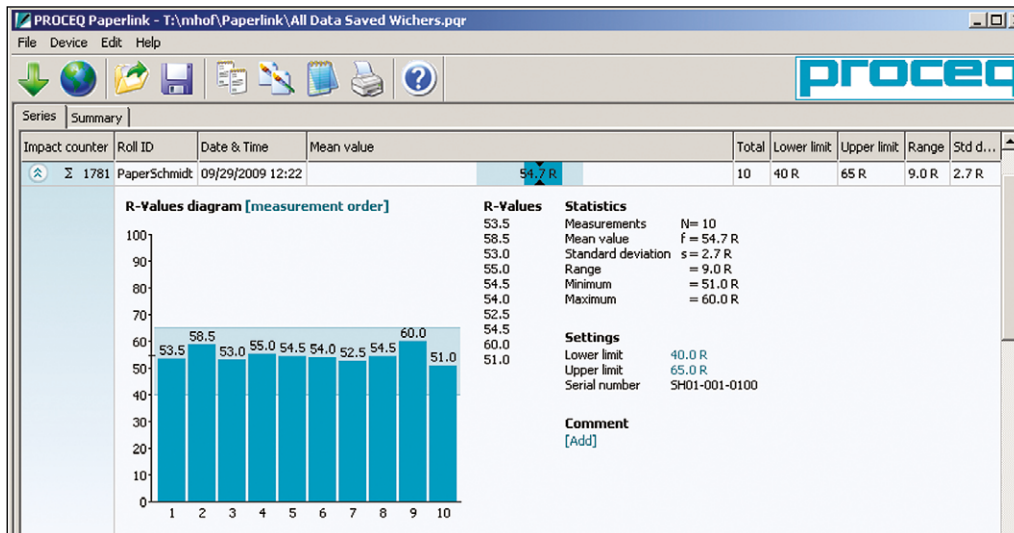 PROCEQ Paperlink - T:\mhof\Paperlink\All Data Saved Wichers.pqr
File Device Edit Help
proceq
Series Summary
Impact counter Roll ID Date & Time Mean value Total Lower limit Upper limit Range Std d...
Σ 1781 PaperSchmidt 09/29/2009 12:22 54.7 R 10 40 R 65 R 9.0 R 2.7 R
R-Values diagram [measurement order]
100
90
80
70
60
50
40
30
20
10
0
53.5 58.5 53.0 55.0 54.5 54.0 52.5 54.5 60.0 51.0
1 2 3 4 5 6 7 8 9 10
R-Values
53.5
58.5
53.0
55.0
54.5
54.0
52.5
54.5
60.0
51.0
Statistics
Measurements N= 10
Mean value f = 54.7 R
Standard deviation s = 2.7 R
Range = 9.0 R
Minimum = 51.0 R
Maximum = 60.0 R
Settings
Lower limit 40.0 R
Upper limit 65.0 R
Serial number SH01-001-0100
Comment
[Add]